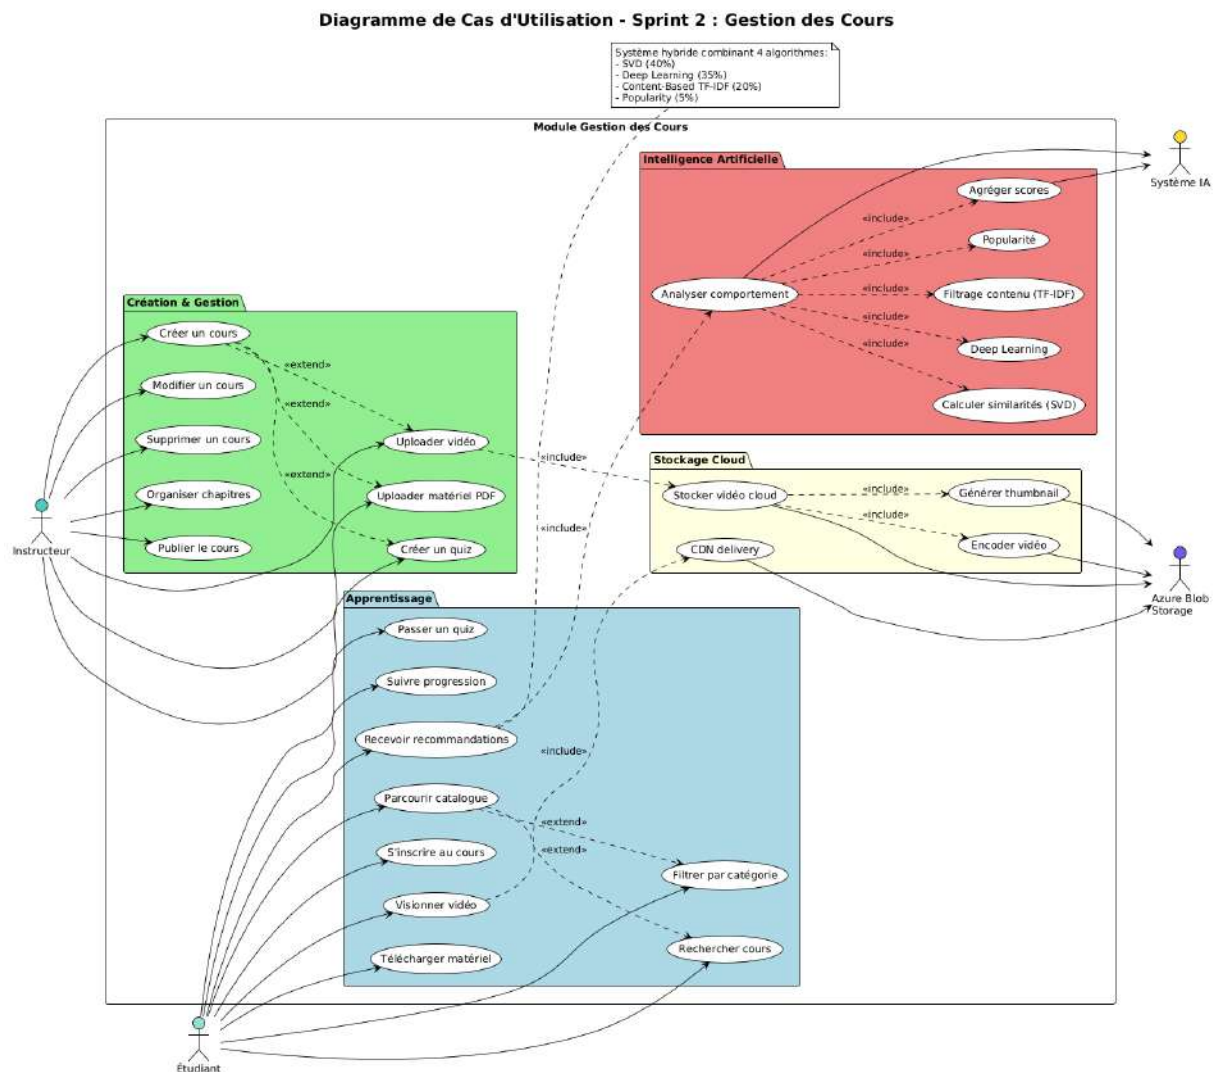 Diagramme de Cas d'Utilisation - Sprint 2 : Gestion des Cours
Système hybride combinant 4 algorithmes:
- SVD (40%)
- Deep Learning (35%)
- Content-Based TF-IDF (20%)
- Popularity (5%)
Module Gestion des Cours
Intelligence Artificielle
Système IA
Agréger scores
«include»
Popularité
«include»
Analyser comportement
«include»
Filtrage contenu (TF-IDF)
«include»
Deep Learning
«include»
Calculer similarités (SVD)
Création & Gestion
Créer un cours
«extend»
Modifier un cours
«extend»
Supprimer un cours
Uploader vidéo
«include»
«extend»
Organiser chapitres
Uploader matériel PDF
«include»
Publier le cours
Créer un quiz
Instructeur
Stockage Cloud
Stocker vidéo cloud
«include»
Générer thumbnail
«include»
CDN delivery
Encoder vidéo
Azure Blob
Storage
Apprentissage
Passer un quiz
Suivre progression
Recevoir recommandations
«include»
Parcourir catalogue
«extend»
S'inscrire au cours
«extend»
Filtrer par catégorie
Visionner vidéo
Rechercher cours
Télécharger matériel
Étudiant